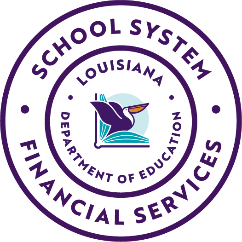 SCHOOL SYSTEM
FINANCIAL SERVICES
LOUISIANA
DEPARTMENT OF EDUCATION